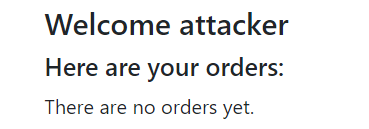 Welcome attacker
Here are your orders:
There are no orders yet.